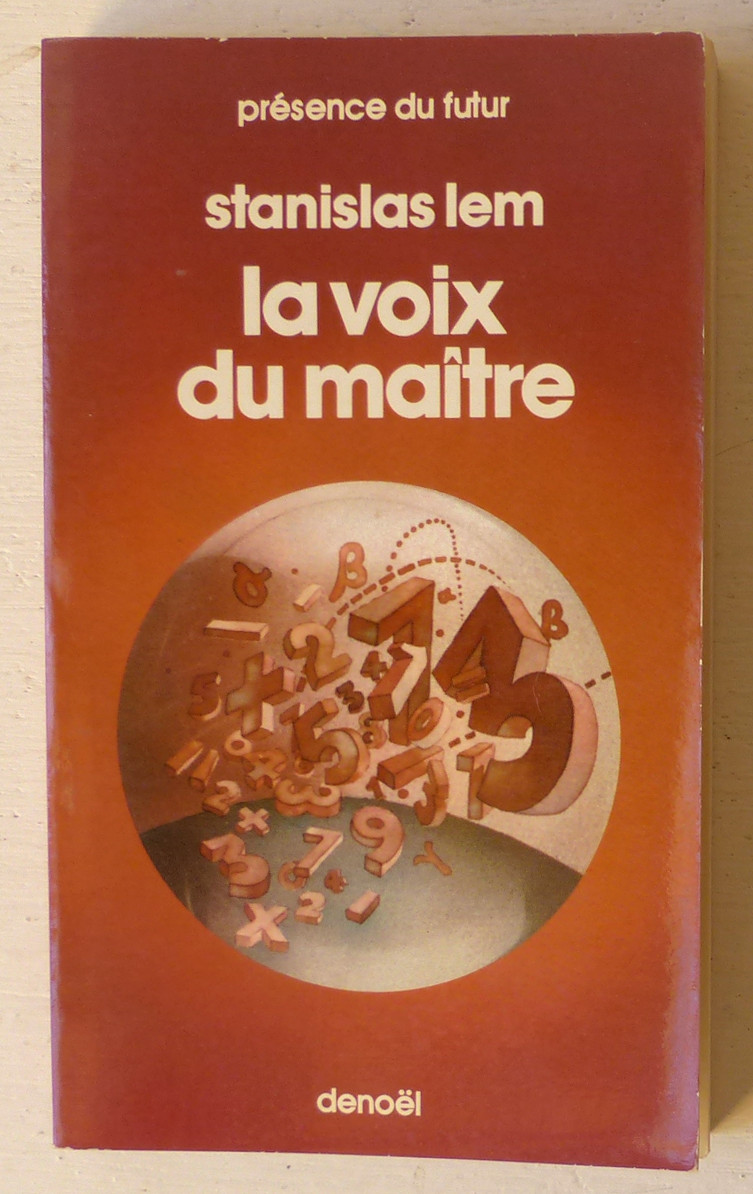 présence du futur
stanislas lem
la voix
du maître
denoël